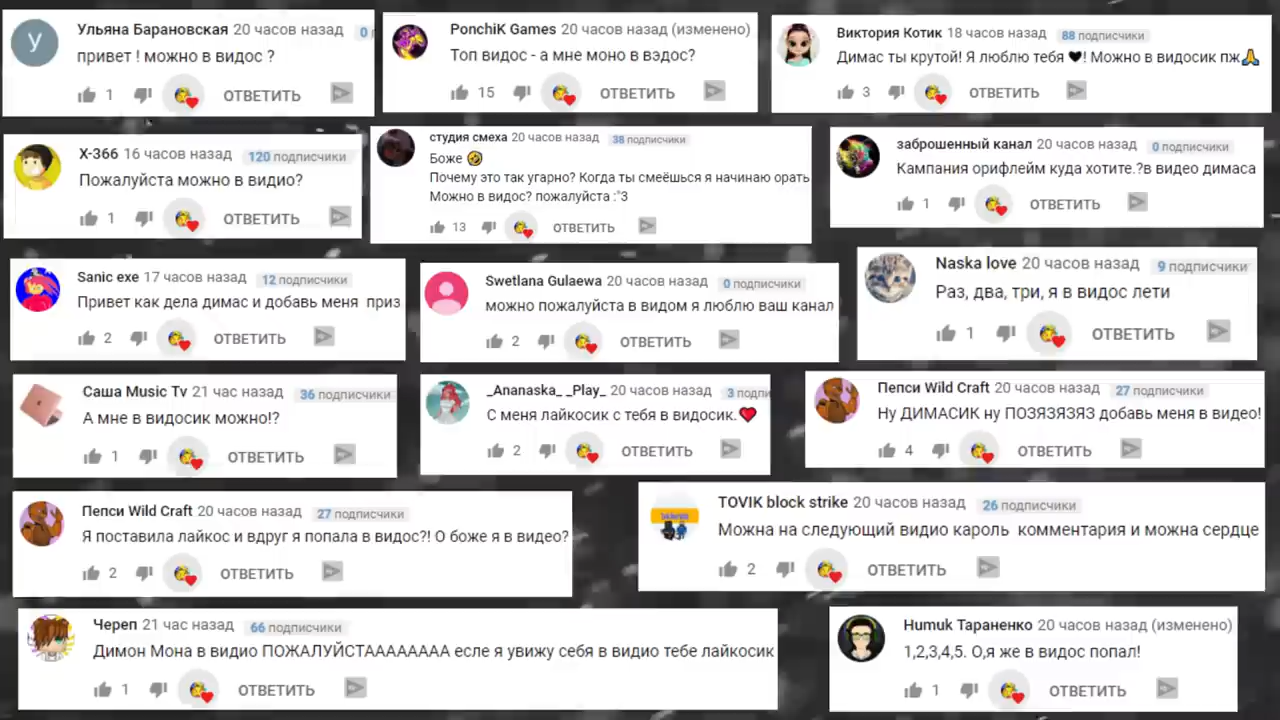 Ульяна Барановская 20 часов назад 0
привет ! можно в видос ?
1 ОТВЕТИТЬ
PonchiK Games 20 часов назад (изменено)
Топ видос - а мне моно в вэдос?
15 ОТВЕТИТЬ
Виктория Котик 18 часов назад 88 подписчики
Димас ты крутой! Я люблю тебя ♥! Можно в видосик пж🙏
3 ОТВЕТИТЬ
X-366 16 часов назад 120 подписчики
Пожалуйста можно в видио?
1 ОТВЕТИТЬ
студия смеха 20 часов назад 38 подписчики
Боже 🤣
Почему это так угарно? Когда ты смеёшься я начинаю орать
Можно в видос? пожалуйста :"3
13 ОТВЕТИТЬ
заброшенный канал 20 часов назад 0 подписчики
Кампания орифлейм куда хотите.?в видео димаса
1 ОТВЕТИТЬ
Sanic exe 17 часов назад 12 подписчики
Привет как дела димас и добавь меня приз
2 ОТВЕТИТЬ
Swetlana Gulaewa 20 часов назад 0 подписчики
можно пожалуйста в видом я люблю ваш канал
2 ОТВЕТИТЬ
Naska love 20 часов назад 9 подписчики
Раз, два, три, я в видос лети
1 ОТВЕТИТЬ
Саша Music Tv 21 час назад 36 подписчики
А мне в видосик можно!?
1 ОТВЕТИТЬ
_Ananaska_ _Play_ 20 часов назад 3 подпи
С меня лайкосик с тебя в видосик.❤
2 ОТВЕТИТЬ
Пепси Wild Craft 20 часов назад 27 подписчики
Ну ДИМАСИК ну ПОЗЯЗЯЗЯЗ добавь меня в видео!
4 ОТВЕТИТЬ
Пепси Wild Craft 20 часов назад 27 подписчики
Я поставила лайкос и вдруг я попала в видос?! О боже я в видео?
2 ОТВЕТИТЬ
TOVIK block strike 20 часов назад 26 подписчики
Можна на следующий видио кароль комментария и можна сердце
2 ОТВЕТИТЬ
Череп 21 час назад 66 подписчики
Димон Мона в видио ПОЖАЛУЙСТАААААААА есле я увижу себя в видио тебе лайкосик
1 ОТВЕТИТЬ
Humuk Тараненко 20 часов назад (изменено)
1,2,3,4,5. О,я же в видос попал!
1 ОТВЕТИТЬ